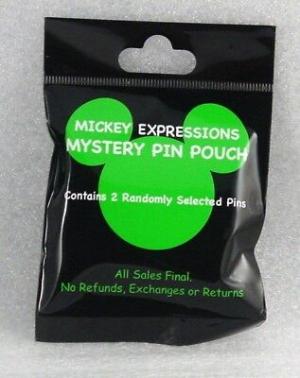 MICKEY EXPRESSIONS
MYSTERY PIN POUCH
Contains 2 Randomly Selected Pins
All Sales Final.
No Refunds, Exchanges or Returns